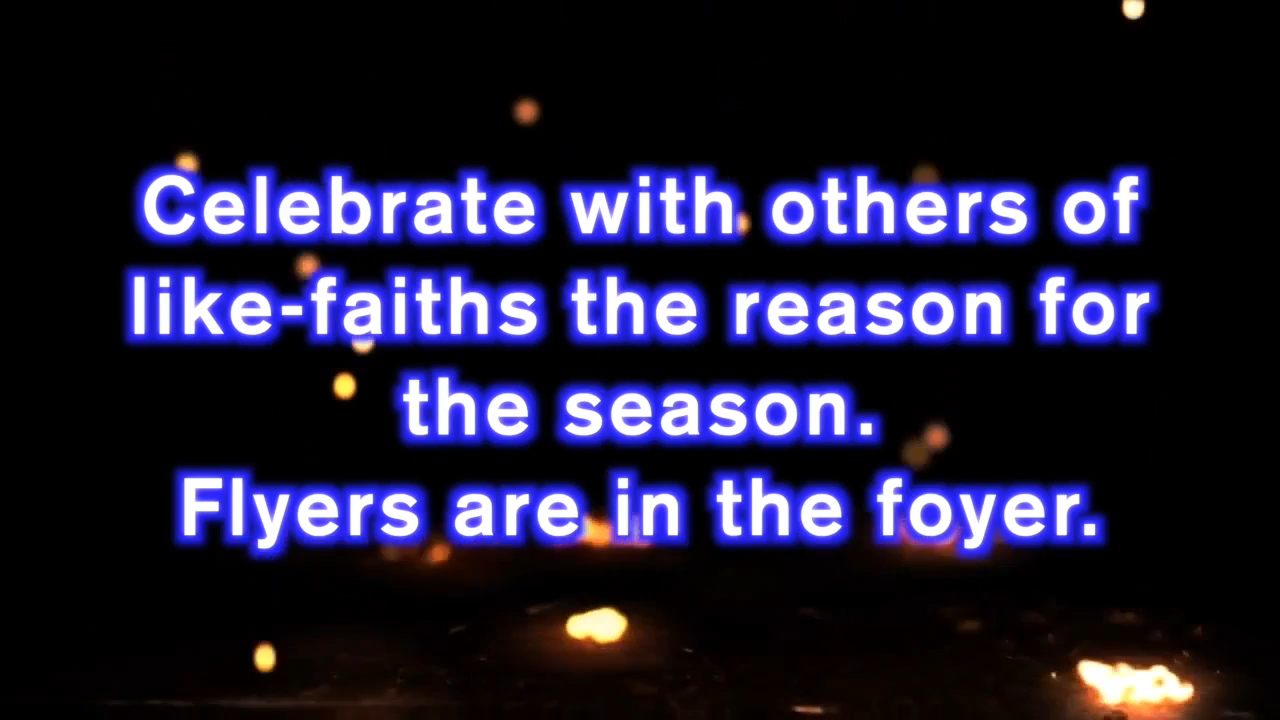 Celebrate with others of
like-faiths the reason for
the season.
Flyers are in the foyer.